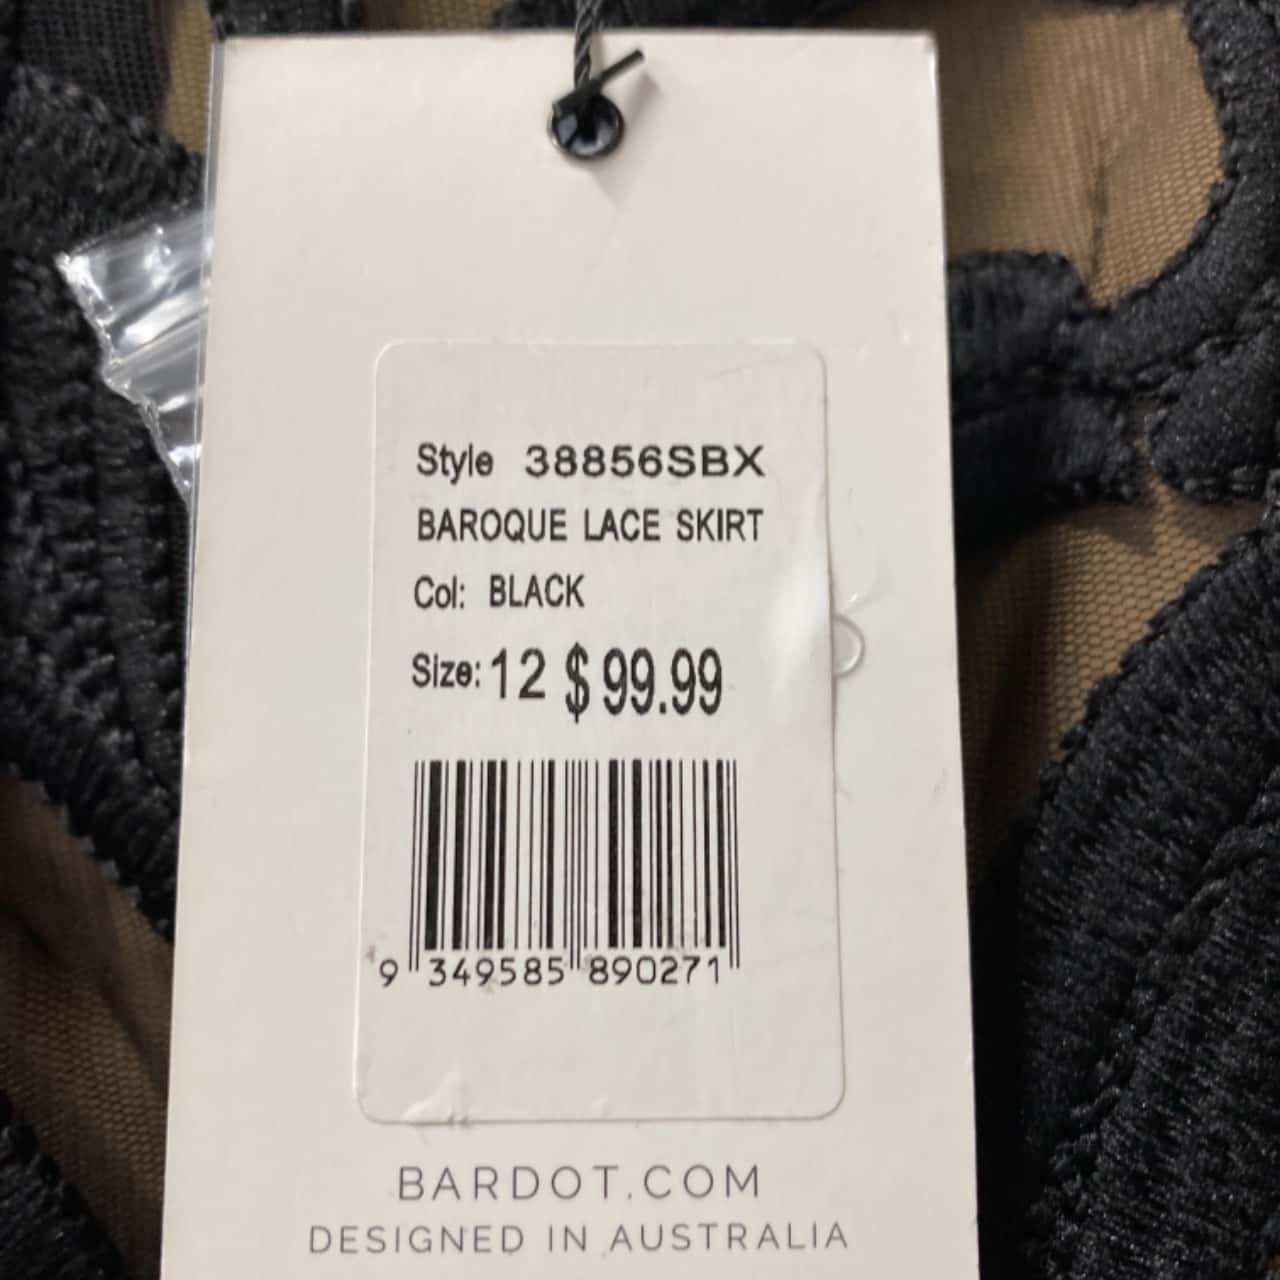 Style 38856SBX
BAROQUE LACE SKIRT
Col: BLACK
Size: 12 $ 99.99
9 349585 890271
BARDOT.COM
DESIGNED IN AUSTRALIA